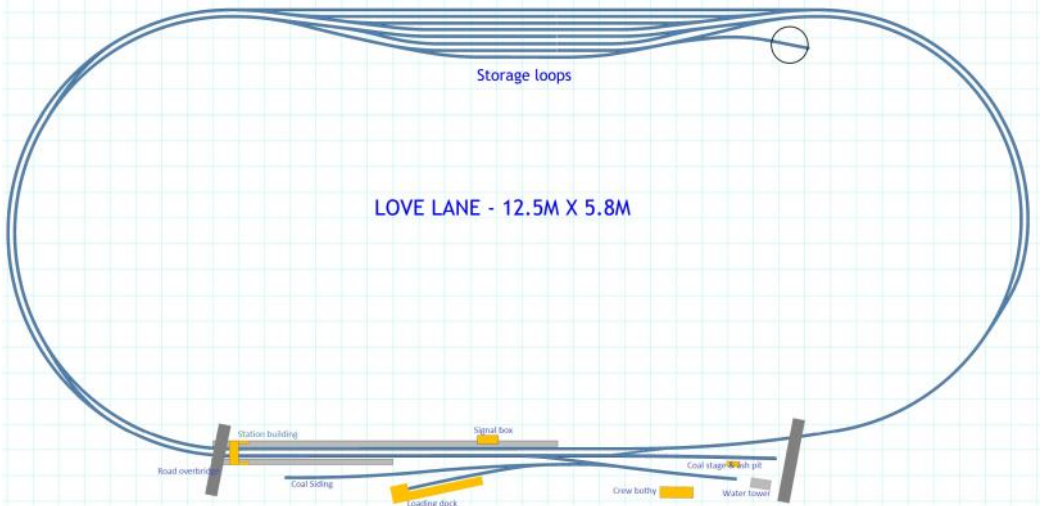 Storage loops
LOVE LANE - 12.5M X 5.8M
Signal box
Station building
Road overbridge
Coal stage & ash pit
Coal Siding
Crew bothy
Water tower
Loading dock